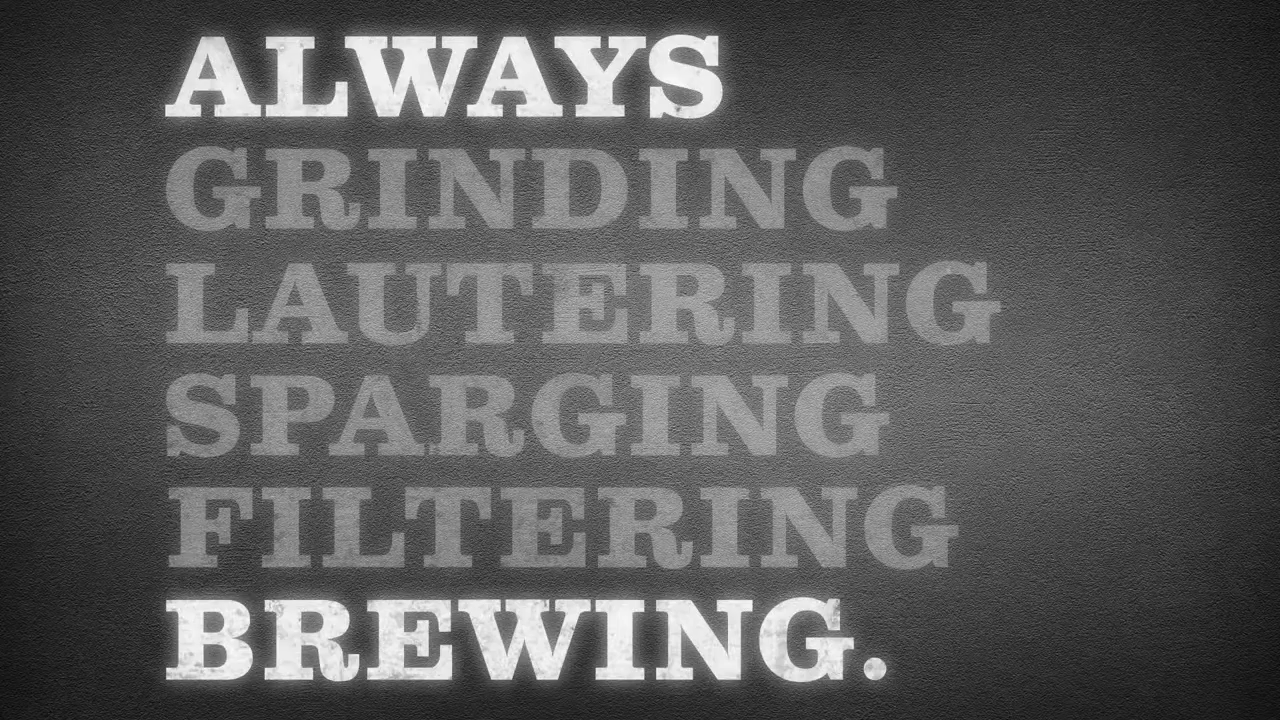 ALWAYS
GRINDING
LAUTERING
SPARGING
FILTERING
BREWING.